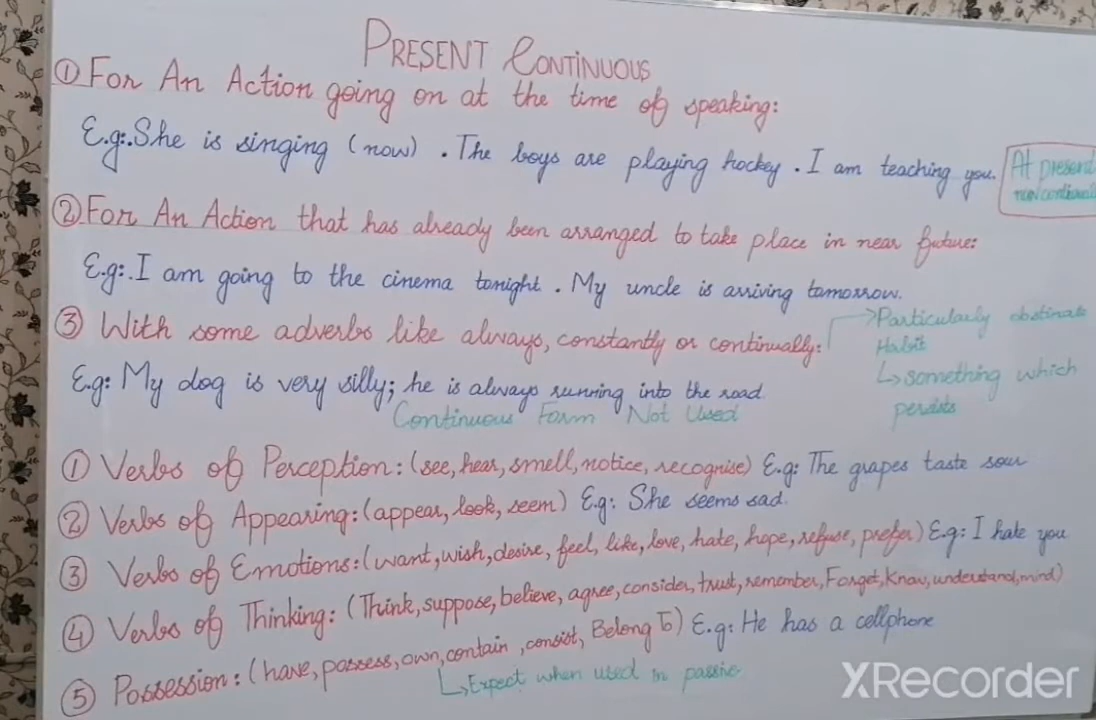 PRESENT CONTINUOUS
① For An Action going on at the time of speaking:
E.g:. She is singing (now) . The boys are playing hockey . I am teaching you.
At present
② For An Action that has already been arranged to take place in near future:
E.g:. I am going to the cinema tonight . My uncle is arriving tomorrow.
③ With some adverbs like always, constantly or continually:
→ Particularly obstinate
Habit
↳ something which
persists
E.g: My dog is very silly; he is always running into the road.
Continuous Form Not Used
① Verbs of Perception: (see, hear, smell, notice, recognise) E.g: The grapes taste sour
② Verbs of Appearing: (appear, look, seem) E.g: She seems sad.
③ Verbs of Emotions: (want, wish, desire, feel, like, love, hate, hope, refuse, prefer) E.g: I hate you
④ Verbs of Thinking: (Think, suppose, believe, agree, consider, trust, remember, Forget, Know, understand, mind)
⑤ Possession: (have, possess, own, contain, consist, Belong To) E.g: He has a cellphone
↳ Expect when used in passive
XRecorder